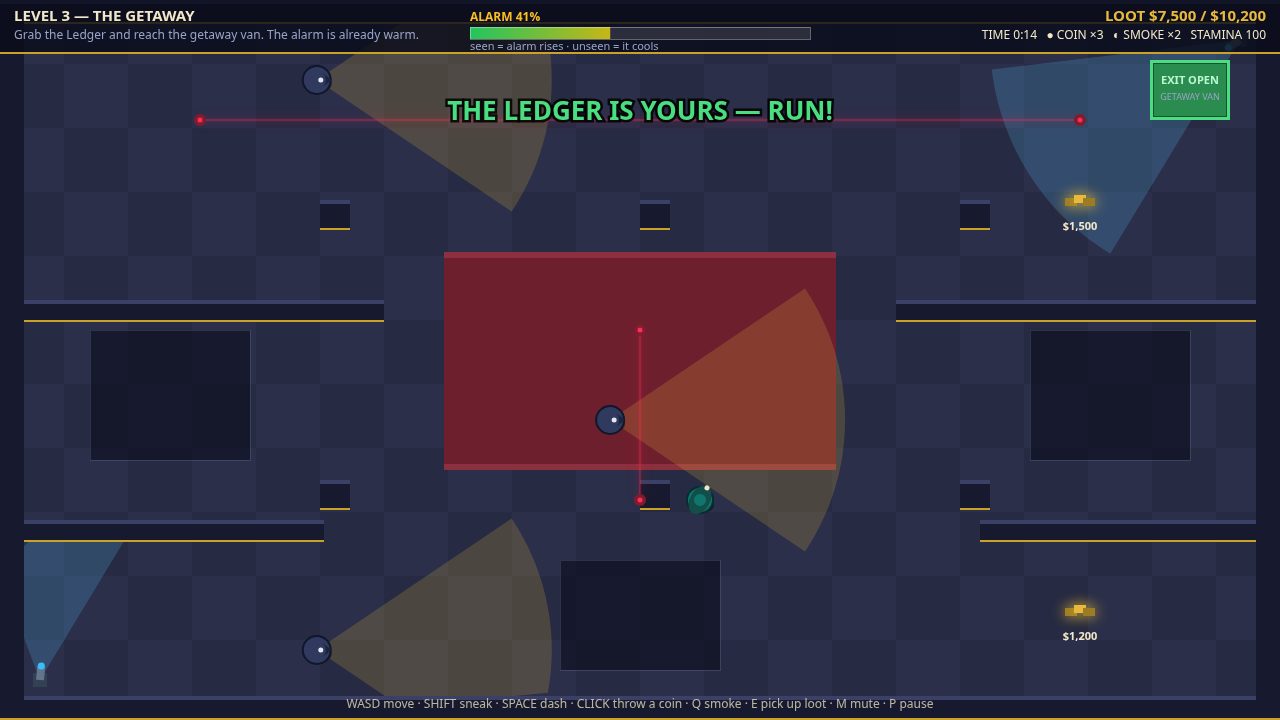 LEVEL 3 — THE GETAWAY
Grab the Ledger and reach the getaway van. The alarm is already warm.
ALARM 41%
seen = alarm rises · unseen = it cools
LOOT $7,500 / $10,200
TIME 0:14 ● COIN ×3 ◖ SMOKE ×2 STAMINA 100
EXIT OPEN
GETAWAY VAN
THE LEDGER IS YOURS — RUN!
$1,500
$1,200
WASD move · SHIFT sneak · SPACE dash · CLICK throw a coin · Q smoke · E pick up loot · M mute · P pause